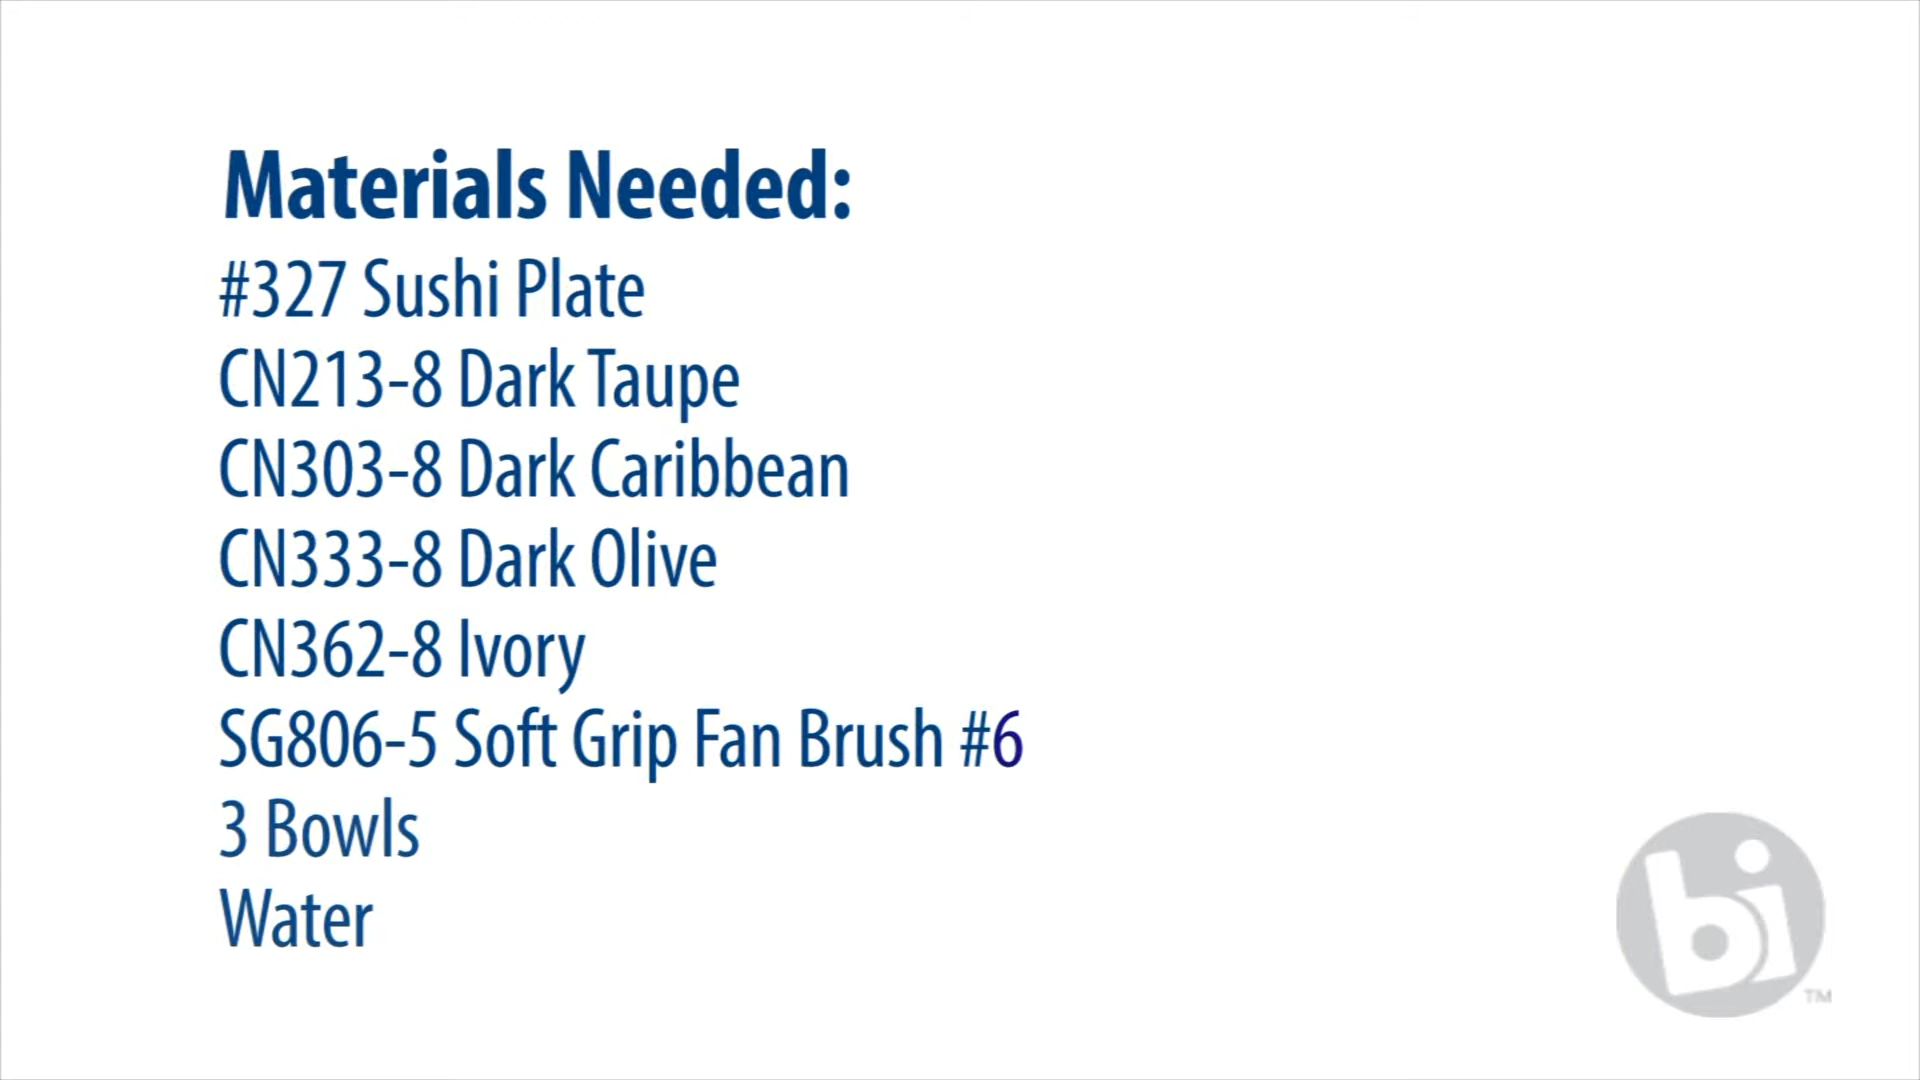 Materials Needed:
#327 Sushi Plate
CN213-8 Dark Taupe
CN303-8 Dark Caribbean
CN333-8 Dark Olive
CN362-8 Ivory
SG806-5 Soft Grip Fan Brush #6
3 Bowls
Water
bi
TM